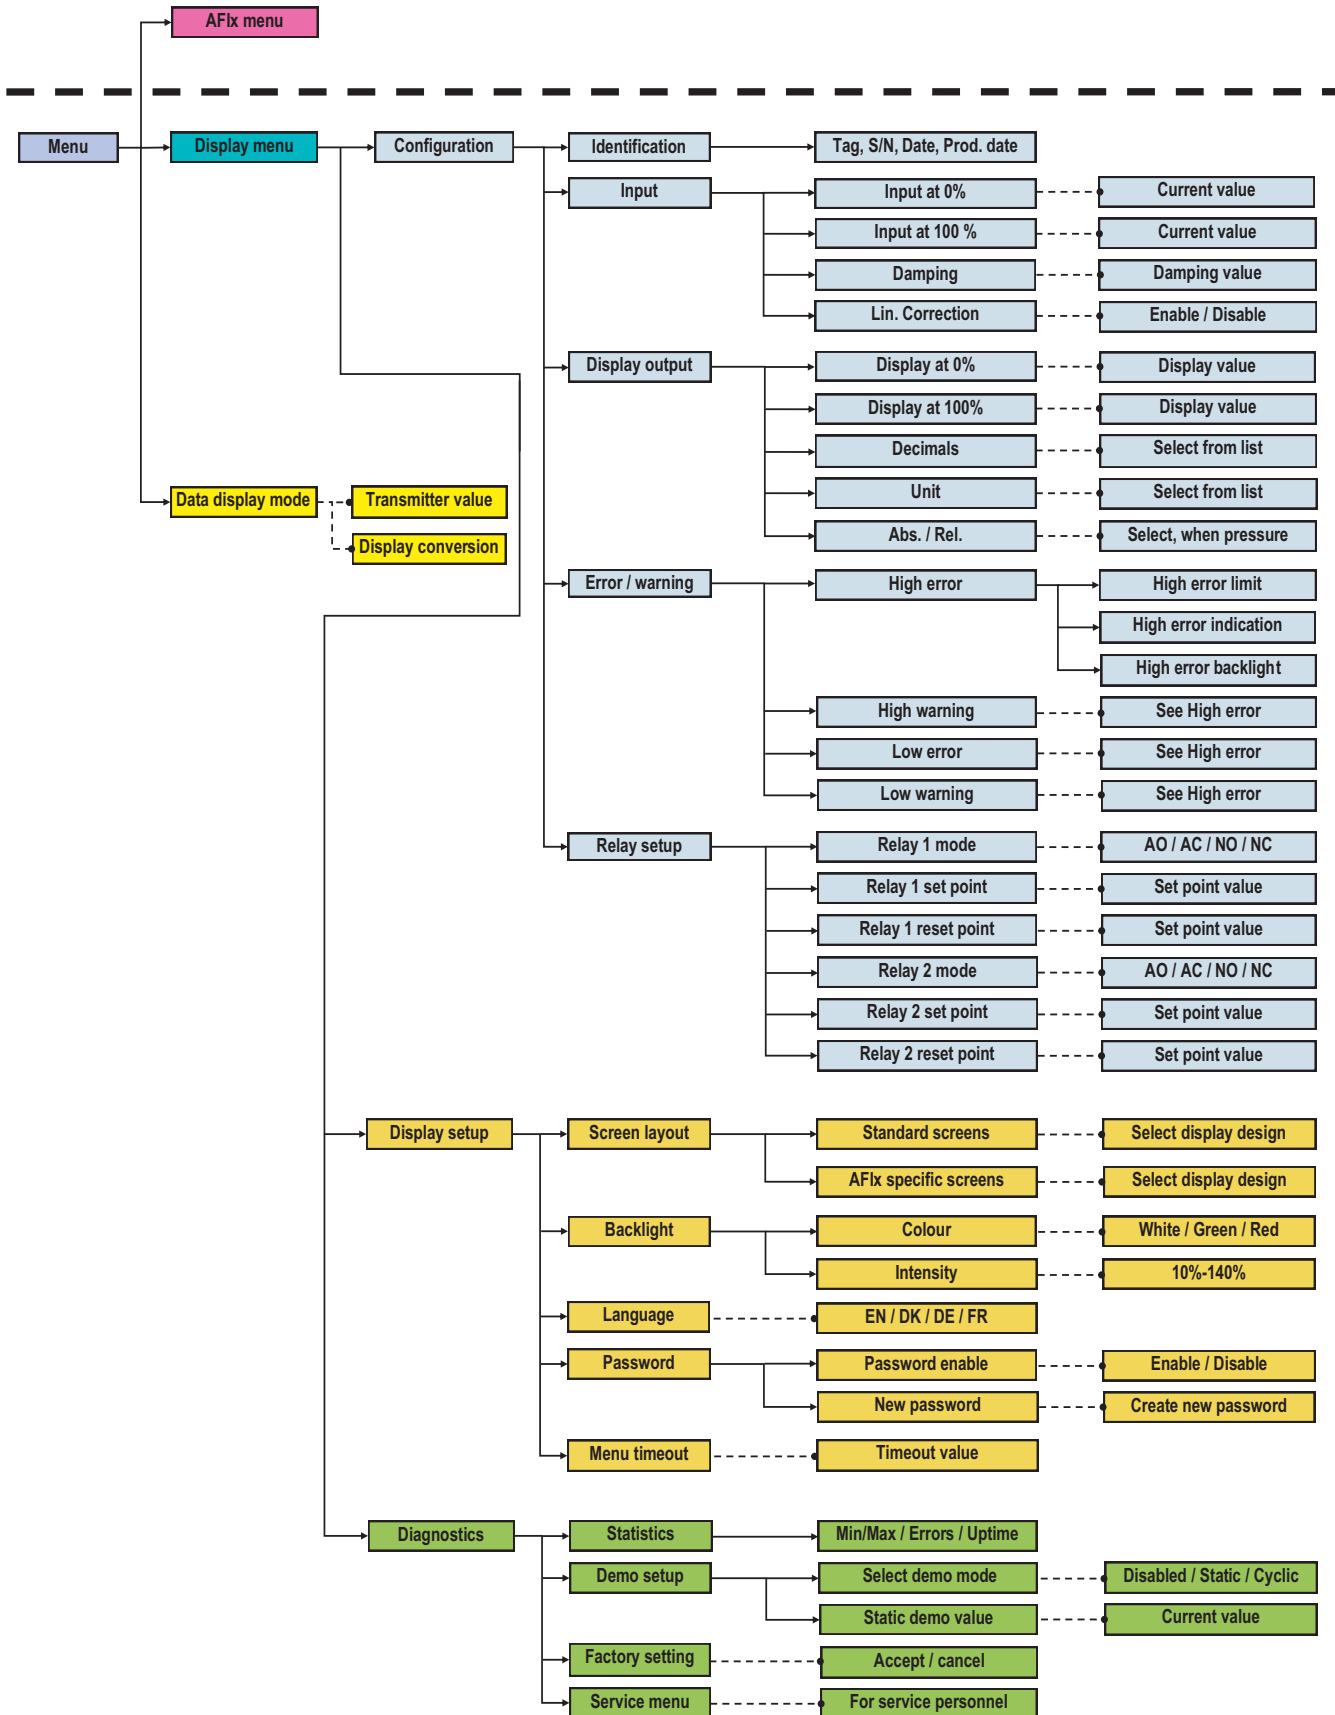 AFIx menu
Menu
Display menu
Configuration
Identification
Tag, S/N, Date, Prod. date
Input
Input at 0%
Current value
Input at 100 %
Current value
Damping
Damping value
Lin. Correction
Enable / Disable
Display output
Display at 0%
Display value
Display at 100%
Display value
Decimals
Select from list
Unit
Select from list
Abs. / Rel.
Select, when pressure
Data display mode
Transmitter value
Display conversion
Error / warning
High error
High error limit
High error indication
High error backlight
High warning
See High error
Low error
See High error
Low warning
See High error
Relay setup
Relay 1 mode
AO / AC / NO / NC
Relay 1 set point
Set point value
Relay 1 reset point
Set point value
Relay 2 mode
AO / AC / NO / NC
Relay 2 set point
Set point value
Relay 2 reset point
Set point value
Display setup
Screen layout
Standard screens
Select display design
AFIx specific screens
Select display design
Backlight
Colour
White / Green / Red
Intensity
10%-140%
Language
EN / DK / DE / FR
Password
Password enable
Enable / Disable
New password
Create new password
Menu timeout
Timeout value
Diagnostics
Statistics
Min/Max / Errors / Uptime
Demo setup
Select demo mode
Disabled / Static / Cyclic
Static demo value
Current value
Factory setting
Accept / cancel
Service menu
For service personnel